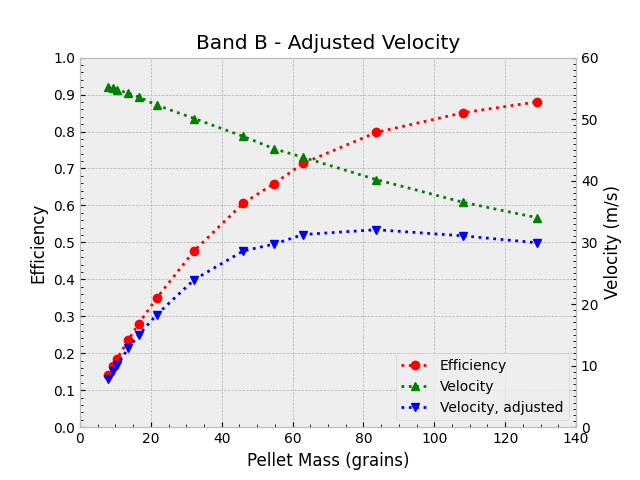 Band B - Adjusted Velocity
1.0
0.9
0.8
0.7
0.6
0.5
0.4
0.3
0.2
0.1
0.0
Efficiency
60
50
40
30
20
10
0
Velocity (m/s)
Efficiency
Velocity
Velocity, adjusted
0 20 40 60 80 100 120 140
Pellet Mass (grains)